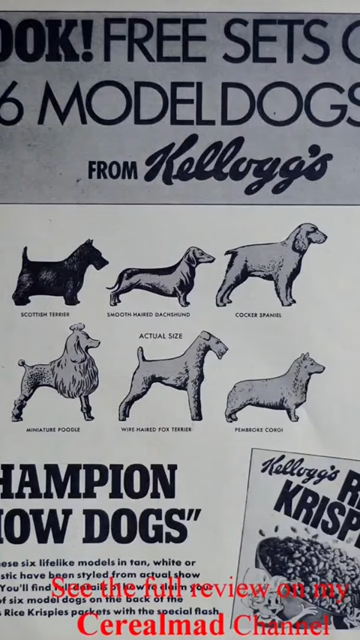 LOOK! FREE SETS O
6 MODEL DOGS
FROM Kellogg's
SCOTTISH TERRIER
SMOOTH-HAIRED DACHSHUND
COCKER SPANIEL
ACTUAL SIZE
MINIATURE POODLE
WIRE HAIRED FOX TERRIER
PEMBROKE CORGI
HAMPION
OW DOGS"
ese six lifelike models in tan, white or
stic have been styled from actual show
You'll find
of six model dogs on the back of the
s Rice Krispies packets with the special flash
Kellogg's
R
KRISPI
See the full review on my
Cerealmad Channel